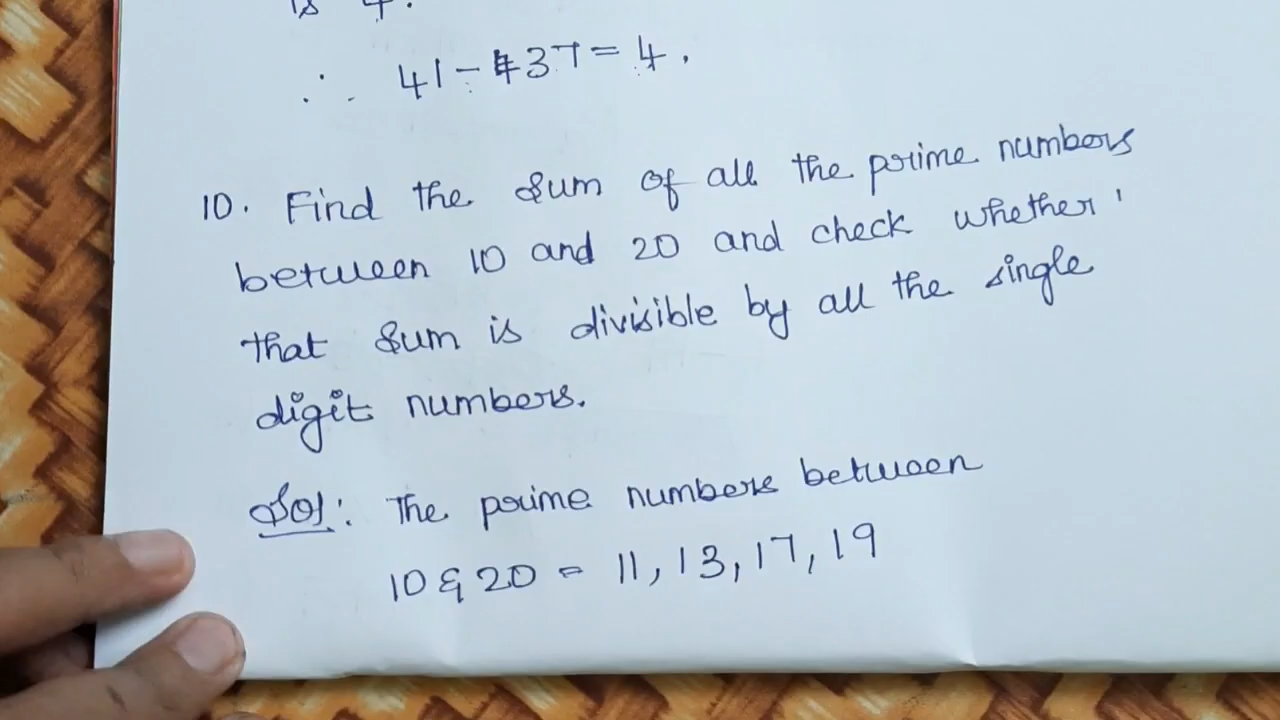 is 4.
∴ 41-437=4.
10. Find the sum of all the prime numbers
between 10 and 20 and check whether
that sum is divisible by all the single
digit numbers.
Sol: The prime numbers between
10 & 20 = 11, 13, 17, 19